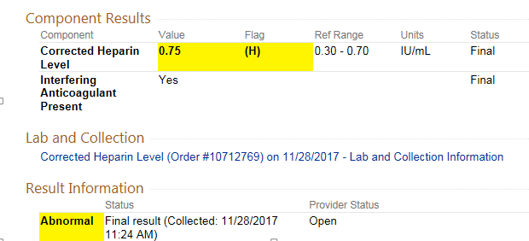 Component Results
Component Value Flag Ref Range Units Status
Corrected Heparin 0.75 (H) 0.30 - 0.70 IU/mL Final
Level
Interfering Yes Final
Anticoagulant
Present
Lab and Collection
Corrected Heparin Level (Order #10712769) on 11/28/2017 - Lab and Collection Information
Result Information
Status Provider Status
Abnormal Final result (Collected: 11/28/2017 Open
11:24 AM)